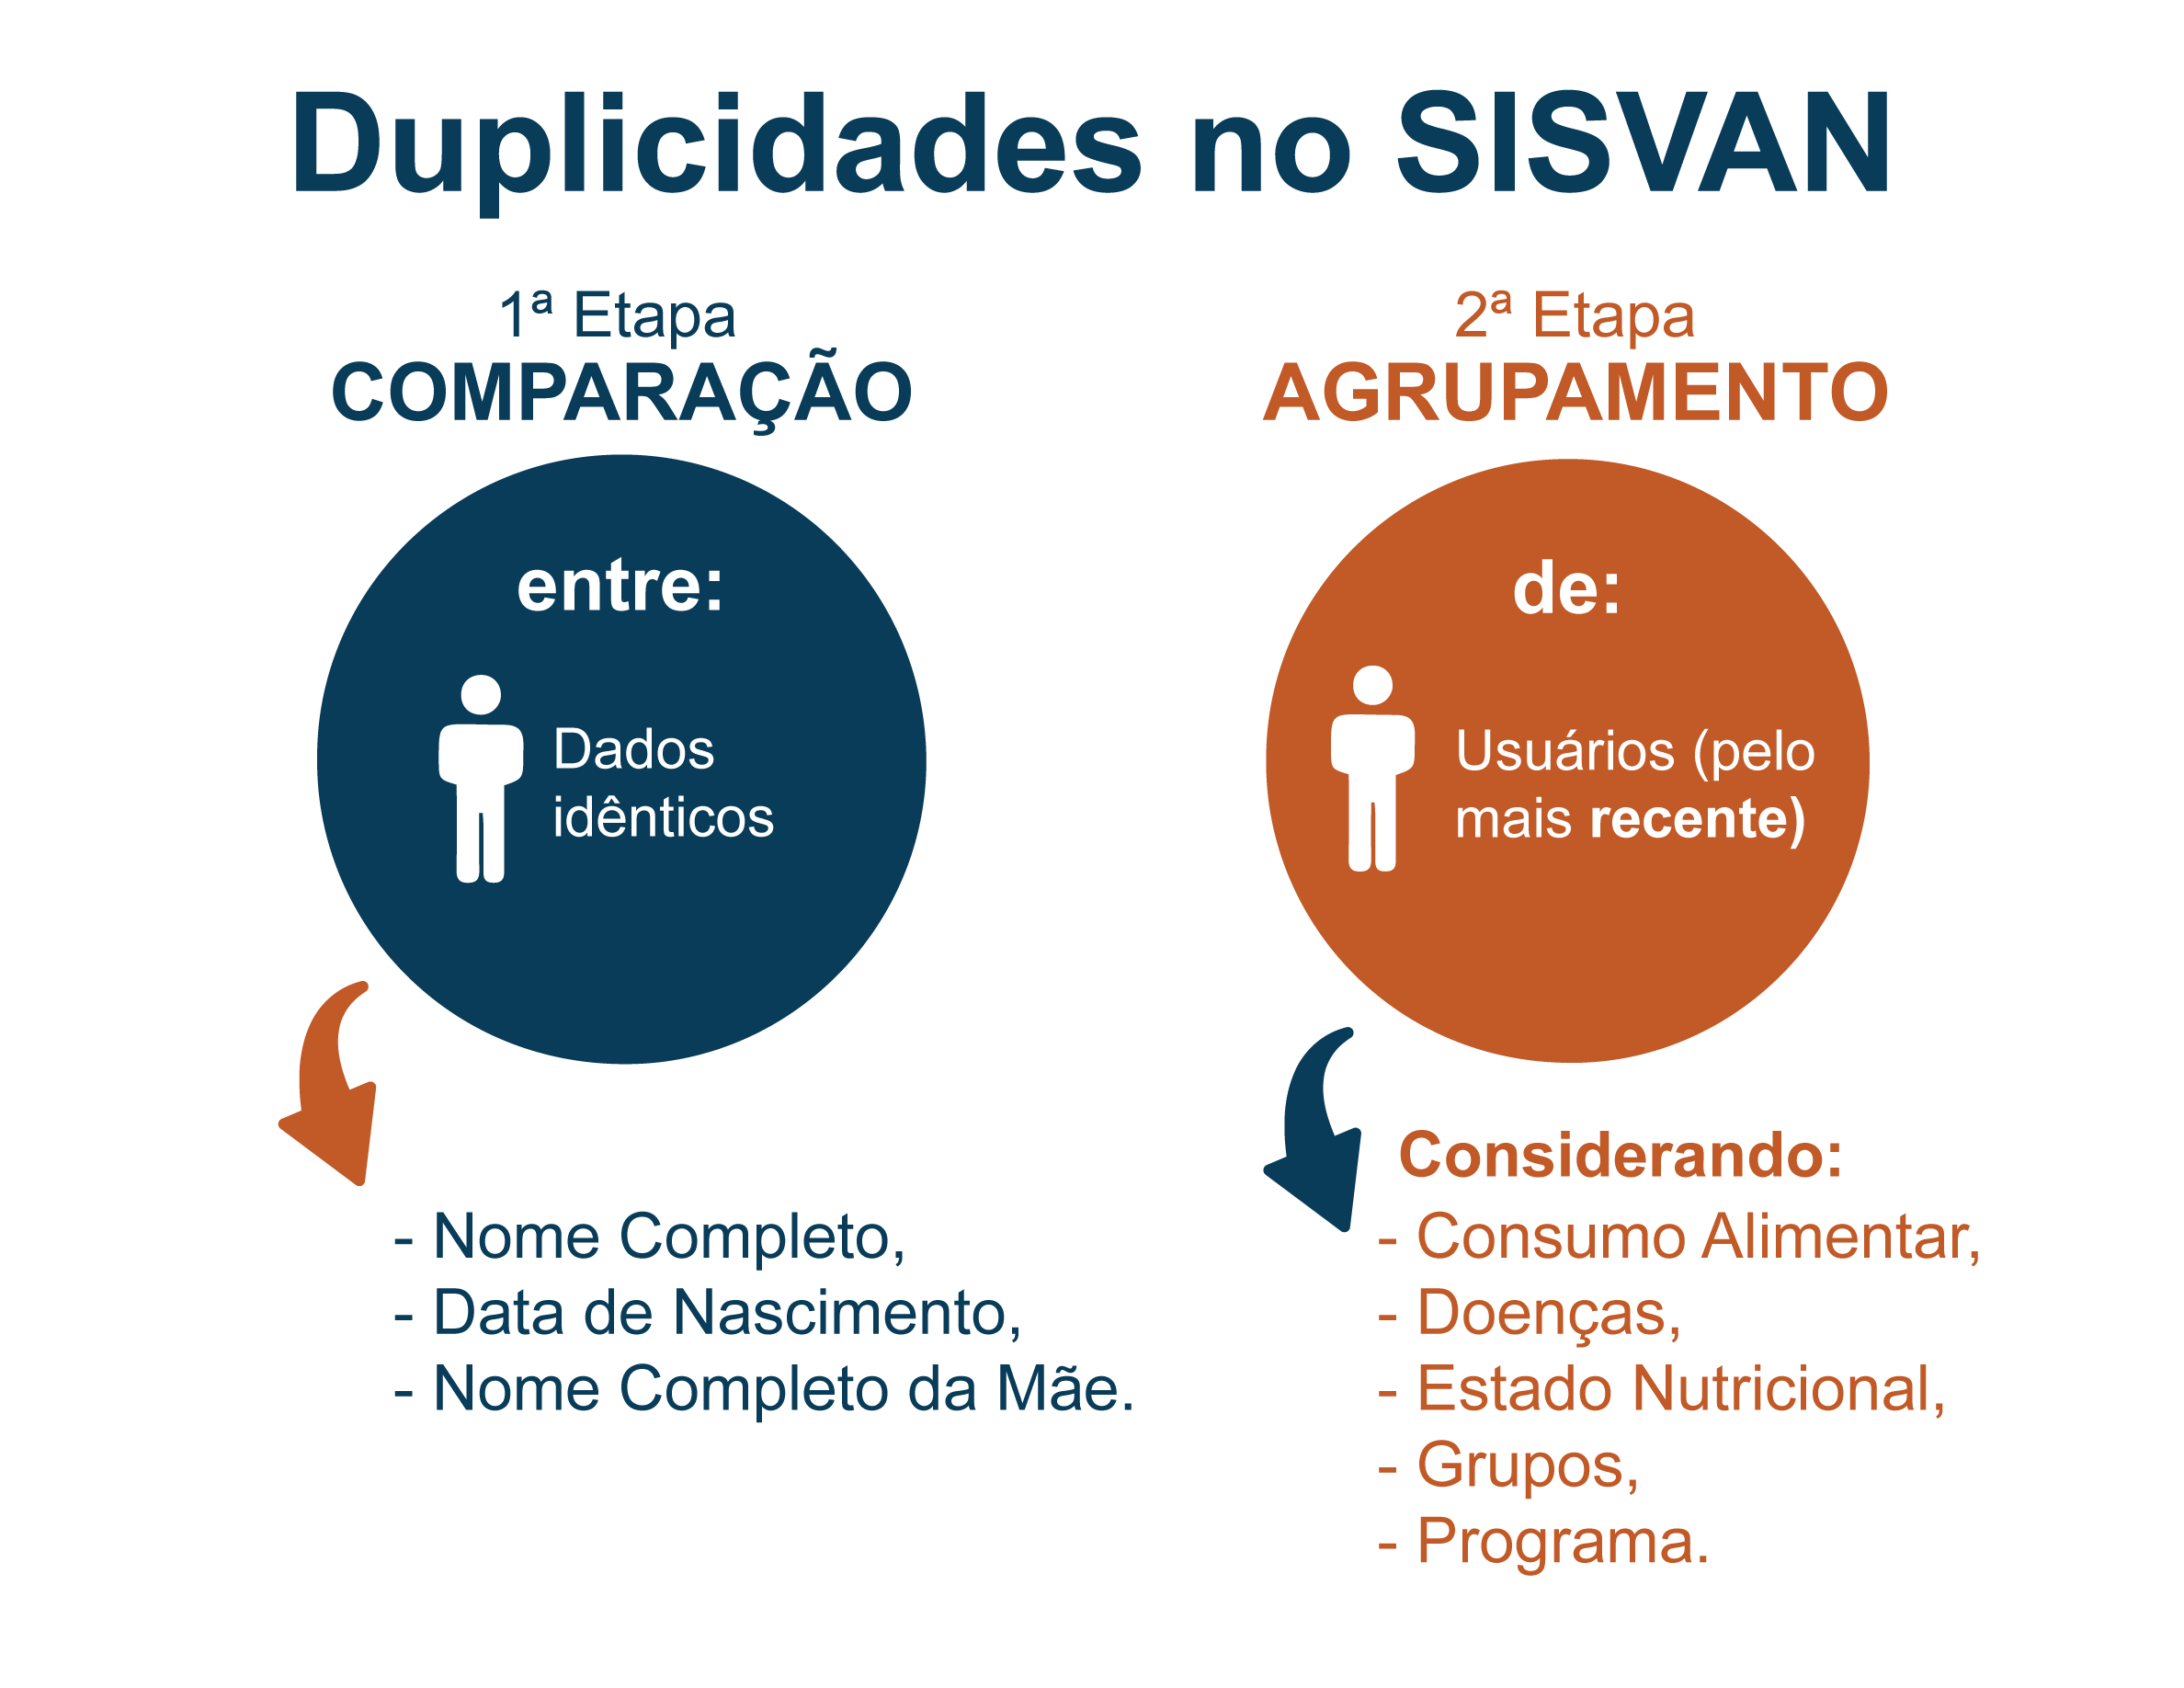 Duplicidades no SISVAN
1ª Etapa
COMPARAÇÃO
entre:
Dados
idênticos
- Nome Completo,
- Data de Nascimento,
- Nome Completo da Mãe.
2ª Etapa
AGRUPAMENTO
de:
Usuários (pelo
mais recente)
Considerando:
- Consumo Alimentar,
- Doenças,
- Estado Nutricional,
- Grupos,
- Programa.